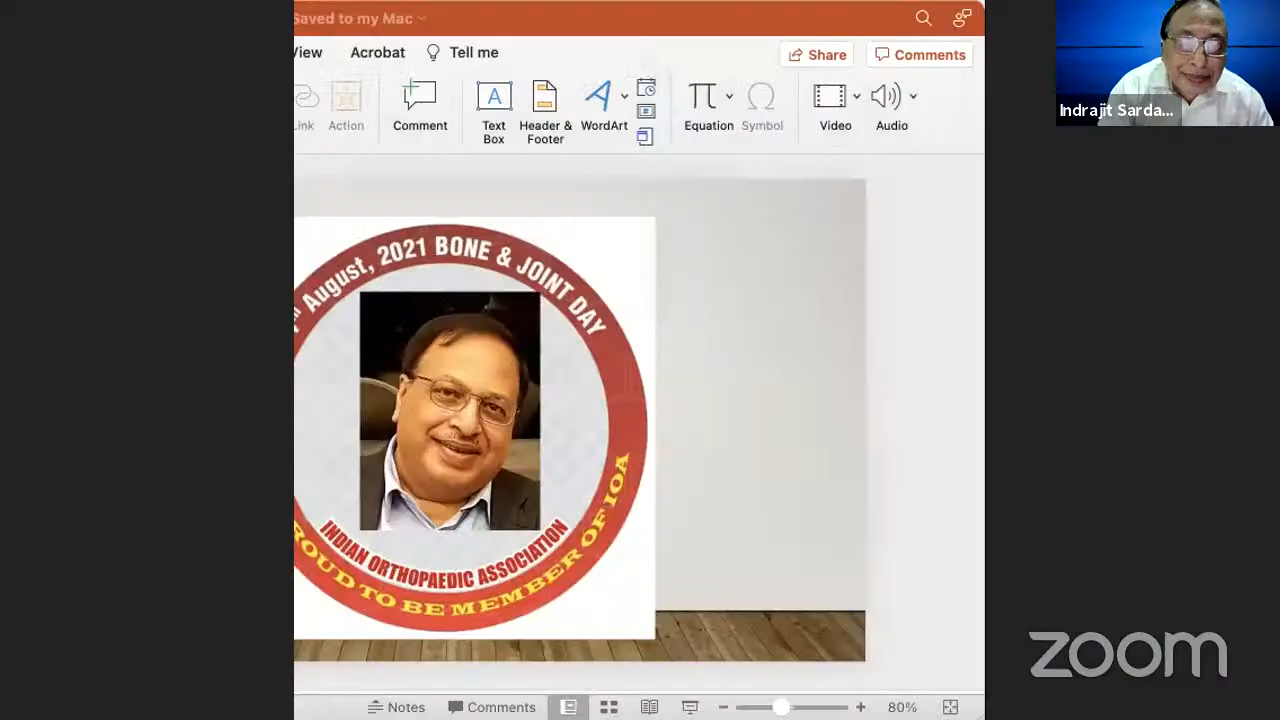 Saved to my Mac
View Acrobat Tell me
Share Comments
Link Action Comment Text Box Header & Footer WordArt Equation Symbol Video Audio
August, 2021 BONE & JOINT DAY
INDIAN ORTHOPAEDIC ASSOCIATION
PROUD TO BE MEMBER OF IOA
Notes Comments 80%
Indrajit Sarda...
zoom